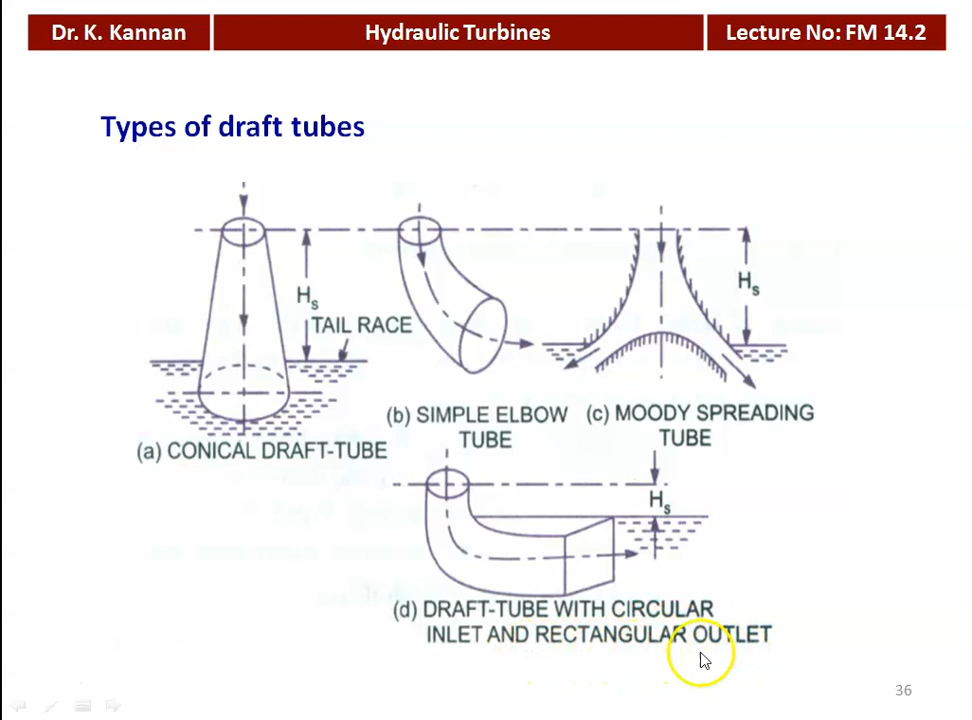 Dr. K. Kannan
Hydraulic Turbines
Lecture No: FM 14.2
Types of draft tubes
Hs
TAIL RACE
Hs
(a) CONICAL DRAFT-TUBE
(b) SIMPLE ELBOW
TUBE
(c) MOODY SPREADING
TUBE
Hs
(d) DRAFT-TUBE WITH CIRCULAR
INLET AND RECTANGULAR OUTLET
36